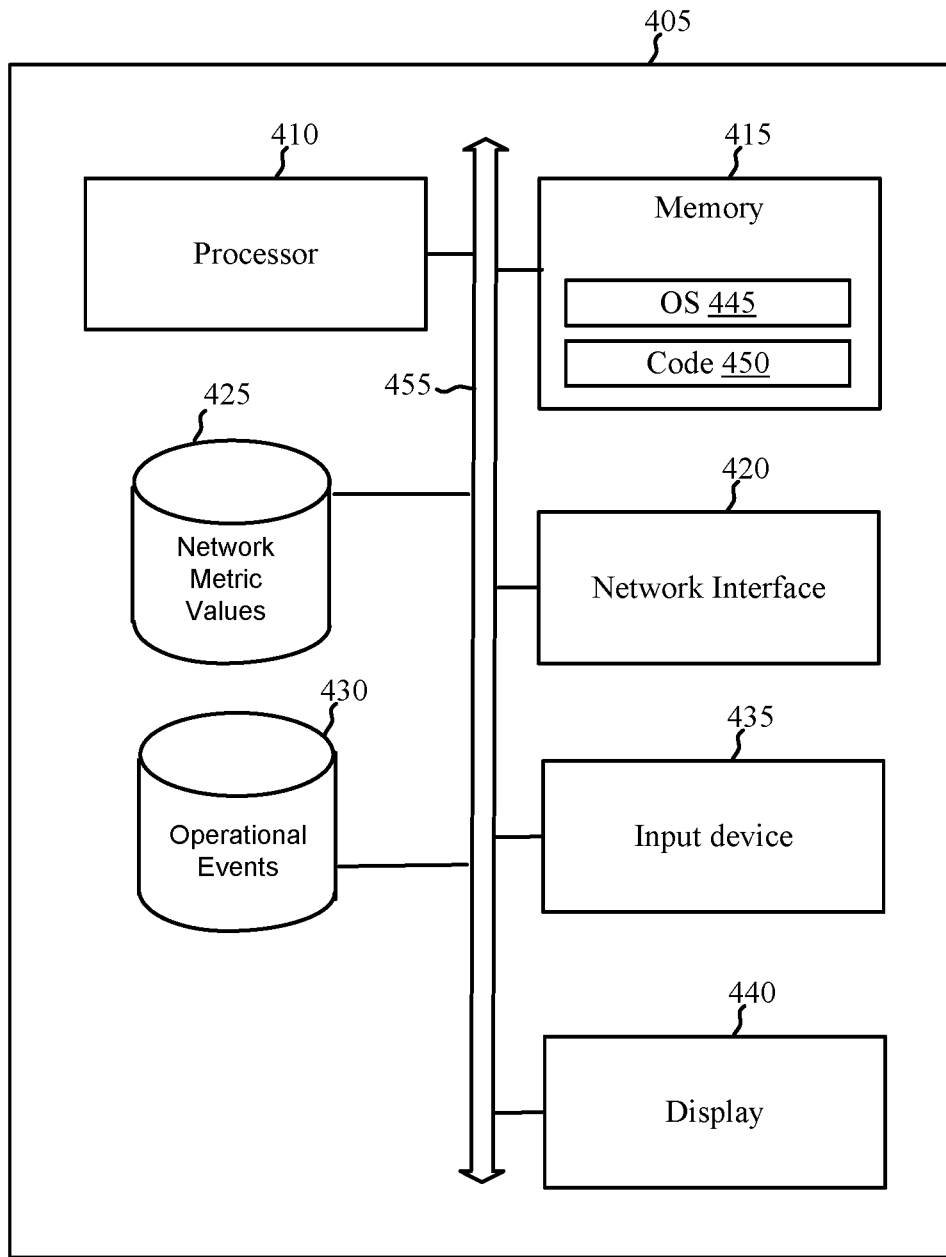 405
410
Processor
415
Memory
OS 445
Code 450
455
425
Network
Metric
Values
420
Network Interface
430
Operational
Events
435
Input device
440
Display